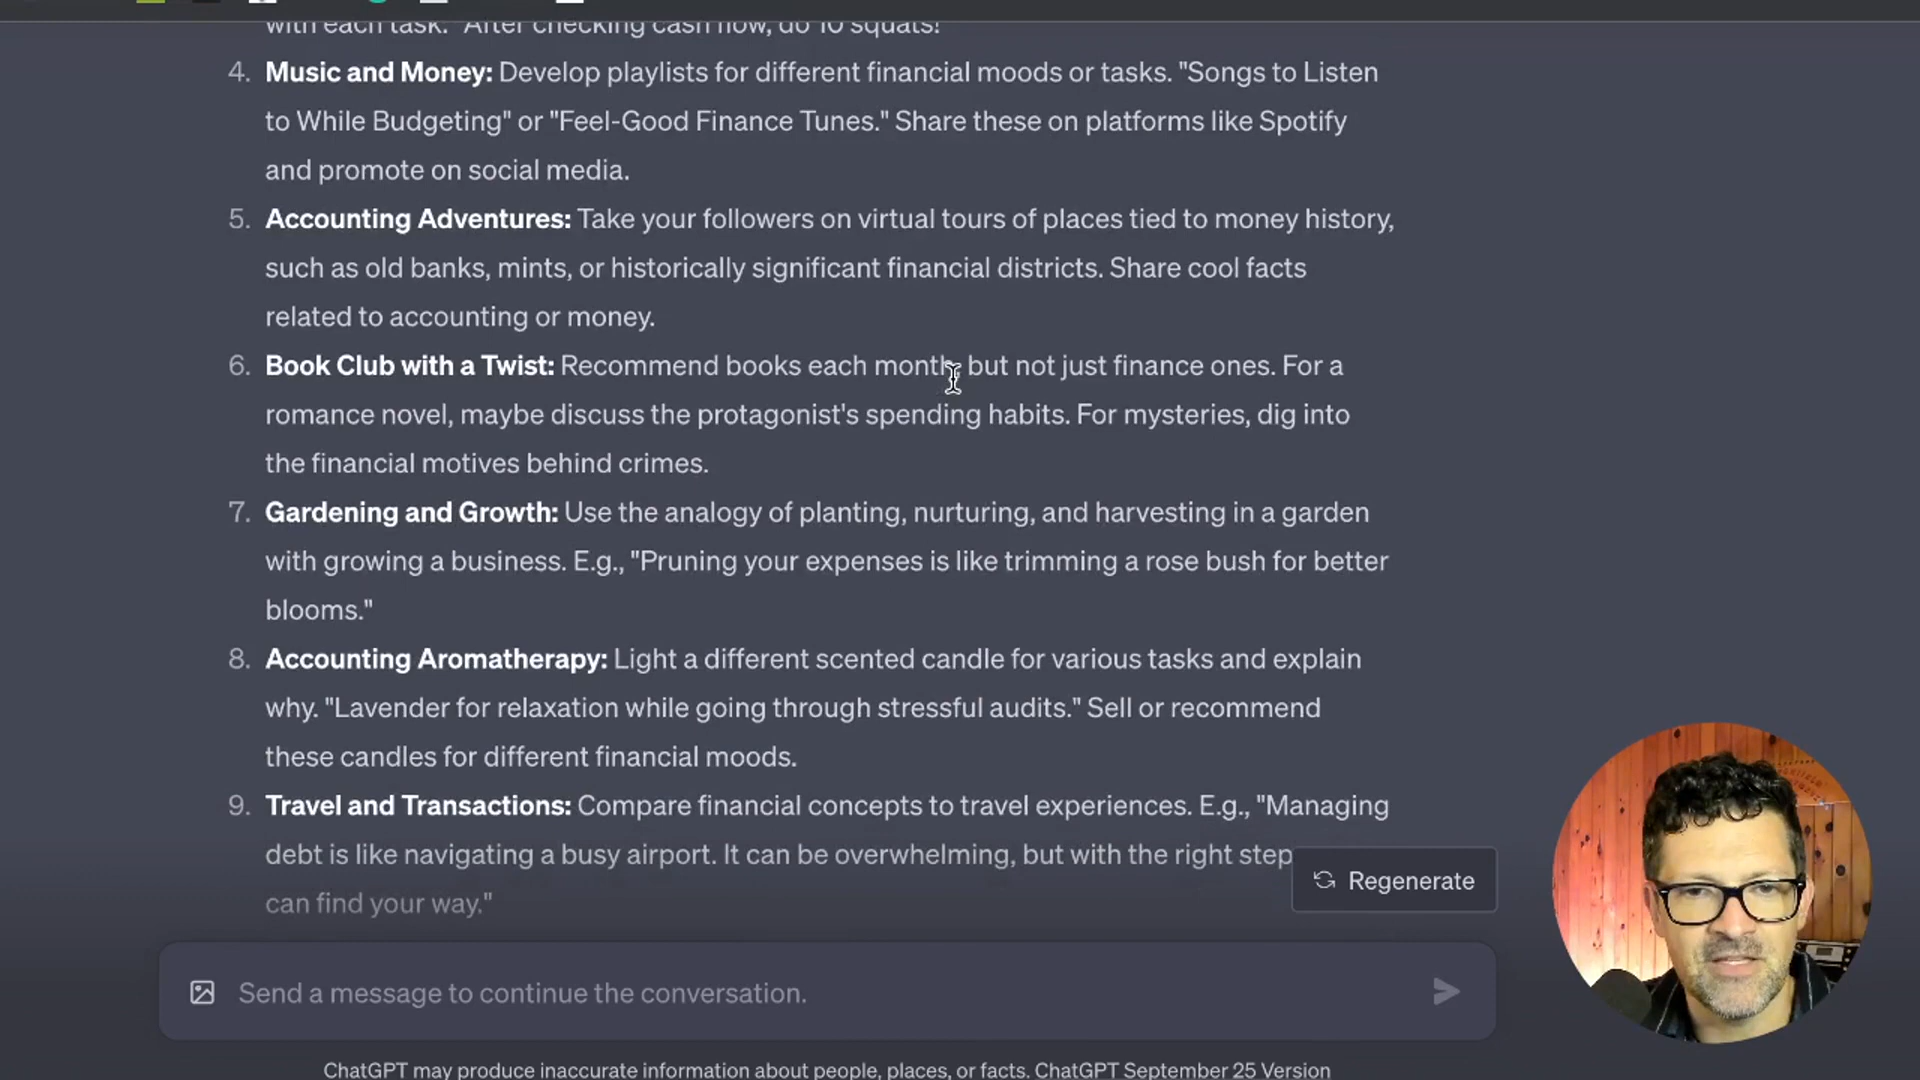 with each task. "After checking cash flow, do 10 squats!
4. Music and Money: Develop playlists for different financial moods or tasks. "Songs to Listen
to While Budgeting" or "Feel-Good Finance Tunes." Share these on platforms like Spotify
and promote on social media.
5. Accounting Adventures: Take your followers on virtual tours of places tied to money history,
such as old banks, mints, or historically significant financial districts. Share cool facts
related to accounting or money.
6. Book Club with a Twist: Recommend books each month, but not just finance ones. For a
romance novel, maybe discuss the protagonist's spending habits. For mysteries, dig into
the financial motives behind crimes.
7. Gardening and Growth: Use the analogy of planting, nurturing, and harvesting in a garden
with growing a business. E.g., "Pruning your expenses is like trimming a rose bush for better
blooms."
8. Accounting Aromatherapy: Light a different scented candle for various tasks and explain
why. "Lavender for relaxation while going through stressful audits." Sell or recommend
these candles for different financial moods.
9. Travel and Transactions: Compare financial concepts to travel experiences. E.g., "Managing
debt is like navigating a busy airport. It can be overwhelming, but with the right step
can find your way."
Regenerate
Send a message to continue the conversation.
ChatGPT may produce inaccurate information about people, places, or facts. ChatGPT September 25 Version